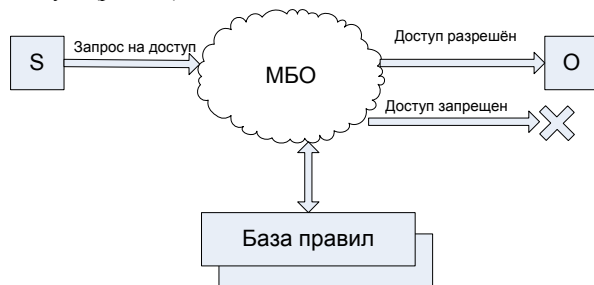 S
Запрос на доступ
МБО
Доступ разрешён
О
Доступ запрещен
База правил